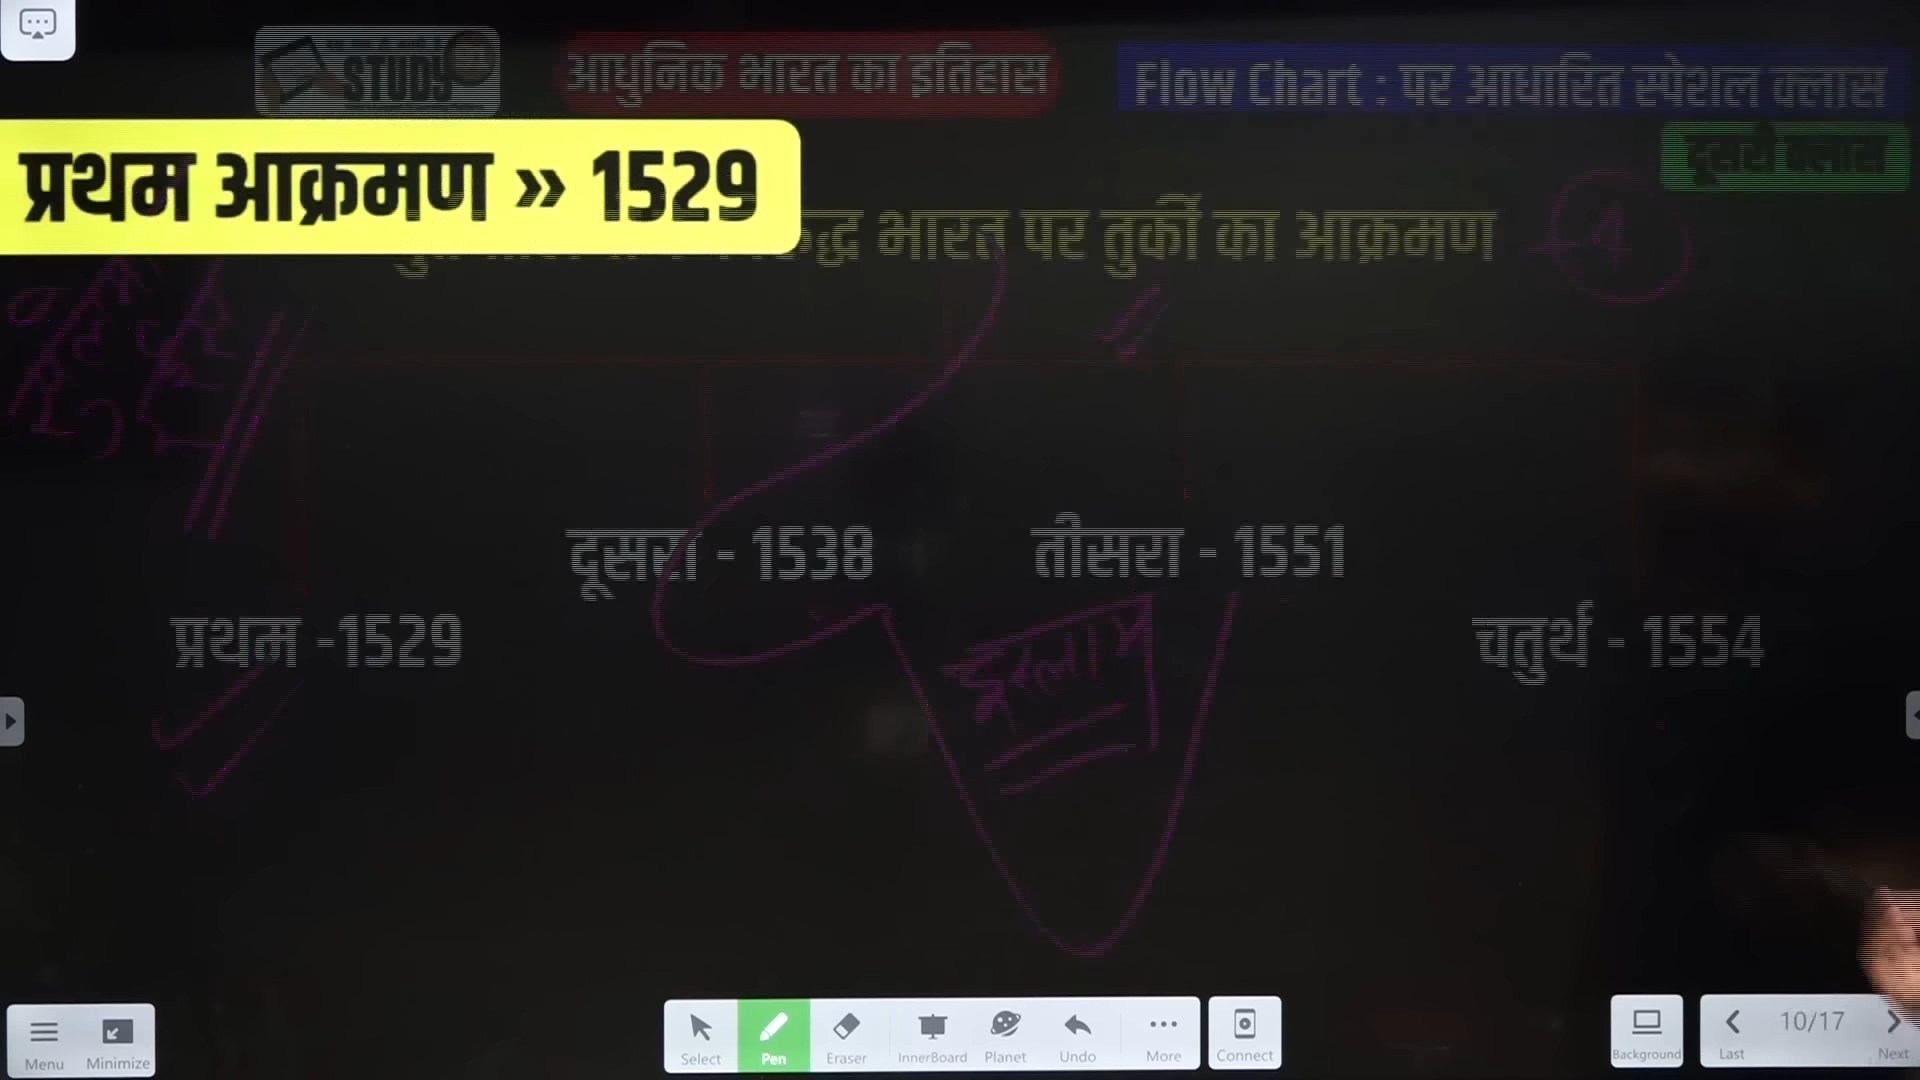 STUDY
आधुनिक भारत का इतिहास
Flow Chart : पर आधारित स्पेशल क्लास
दूसरी क्लास
प्रथम आक्रमण » 1529
भारत पर तुर्की का आक्रमण
4
दूसरा - 1538
तीसरा - 1551
प्रथम -1529
चतुर्थ - 1554
इस्लाम
Menu
Minimize
Select
Pen
Eraser
InnerBoard
Planet
Undo
More
Connect
Background
10/17
Last
Next